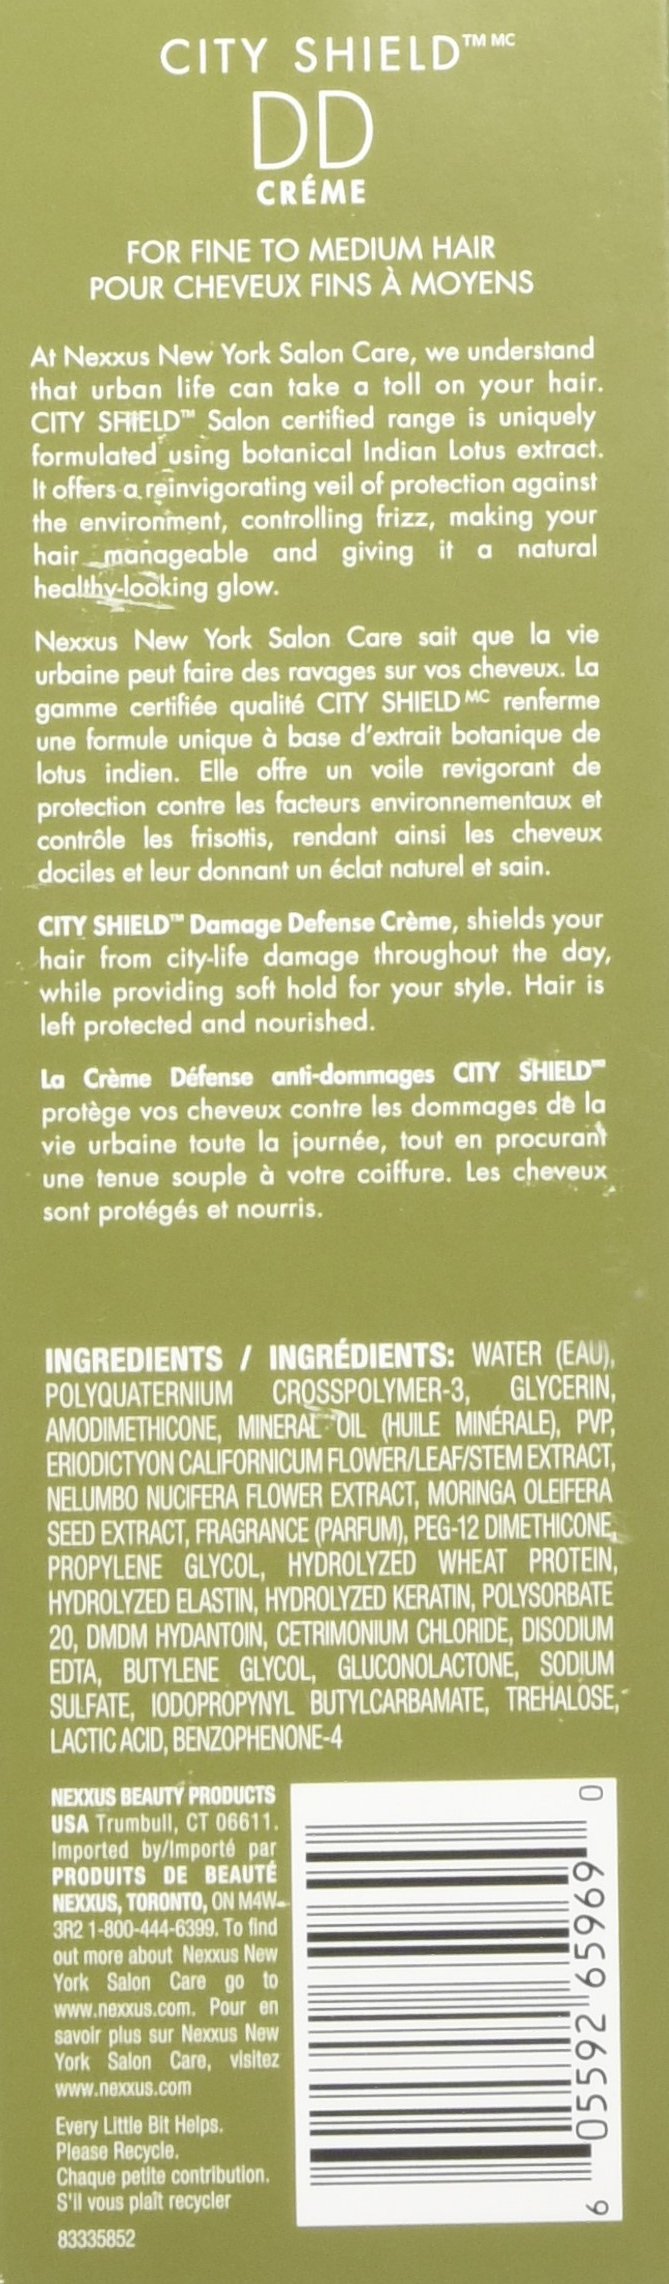 CITY SHIELD™ MC
DD
CRÉME
FOR FINE TO MEDIUM HAIR
POUR CHEVEUX FINS À MOYENS
At Nexxus New York Salon Care, we understand
that urban life can take a toll on your hair.
CITY SHIELD™ Salon certified range is uniquely
formulated using botanical Indian Lotus extract.
It offers a reinvigorating veil of protection against
the environment, controlling frizz, making your
hair manageable and giving it a natural
healthy-looking glow.
Nexxus New York Salon Care sait que la vie
urbaine peut faire des ravages sur vos cheveux. La
gamme certifiée qualité CITY SHIELD MC renferme
une formule unique à base d'extrait botanique de
lotus indien. Elle offre un voile revigorant de
protection contre les facteurs environnementaux et
contrôle les frisottis, rendant ainsi les cheveux
dociles et leur donnant un éclat naturel et sain.
CITY SHIELD™ Damage Defense Crème, shields your
hair from city-life damage throughout the day,
while providing soft hold for your style. Hair is
left protected and nourished.
La Crème Défense anti-dommages CITY SHIELD™
protège vos cheveux contre les dommages de la
vie urbaine toute la journée, tout en procurant
une tenue souple à votre coiffure. Les cheveux
sont protégés et nourris.
INGREDIENTS / INGRÉDIENTS: WATER (EAU),
POLYQUATERNIUM CROSSPOLYMER-3, GLYCERIN,
AMODIMETHICONE, MINERAL OIL (HUILE MINÉRALE), PVP,
ERIODICTYON CALIFORNICUM FLOWER/LEAF/STEM EXTRACT,
NELUMBO NUCIFERA FLOWER EXTRACT, MORINGA OLEIFERA
SEED EXTRACT, FRAGRANCE (PARFUM), PEG-12 DIMETHICONE,
PROPYLENE GLYCOL, HYDROLYZED WHEAT PROTEIN,
HYDROLYZED ELASTIN, HYDROLYZED KERATIN, POLYSORBATE
20, DMDM HYDANTOIN, CETRIMONIUM CHLORIDE, DISODIUM
EDTA, BUTYLENE GLYCOL, GLUCONOLACTONE, SODIUM
SULFATE, IODOPROPYNYL BUTYLCARBAMATE, TREHALOSE,
LACTIC ACID, BENZOPHENONE-4
NEXXUS BEAUTY PRODUCTS
USA Trumbull, CT 06611.
Imported by/Importé par
PRODUITS DE BEAUTÉ
NEXXUS, TORONTO, ON M4W-
3R2 1-800-444-6399. To find
out more about Nexxus New
York Salon Care go to
www.nexxus.com. Pour en
savoir plus sur Nexxus New
York Salon Care, visitez
www.nexxus.com
Every Little Bit Helps.
Please Recycle.
Chaque petite contribution.
S'il vous plaît recycler
83335852
6 05592 65969 0